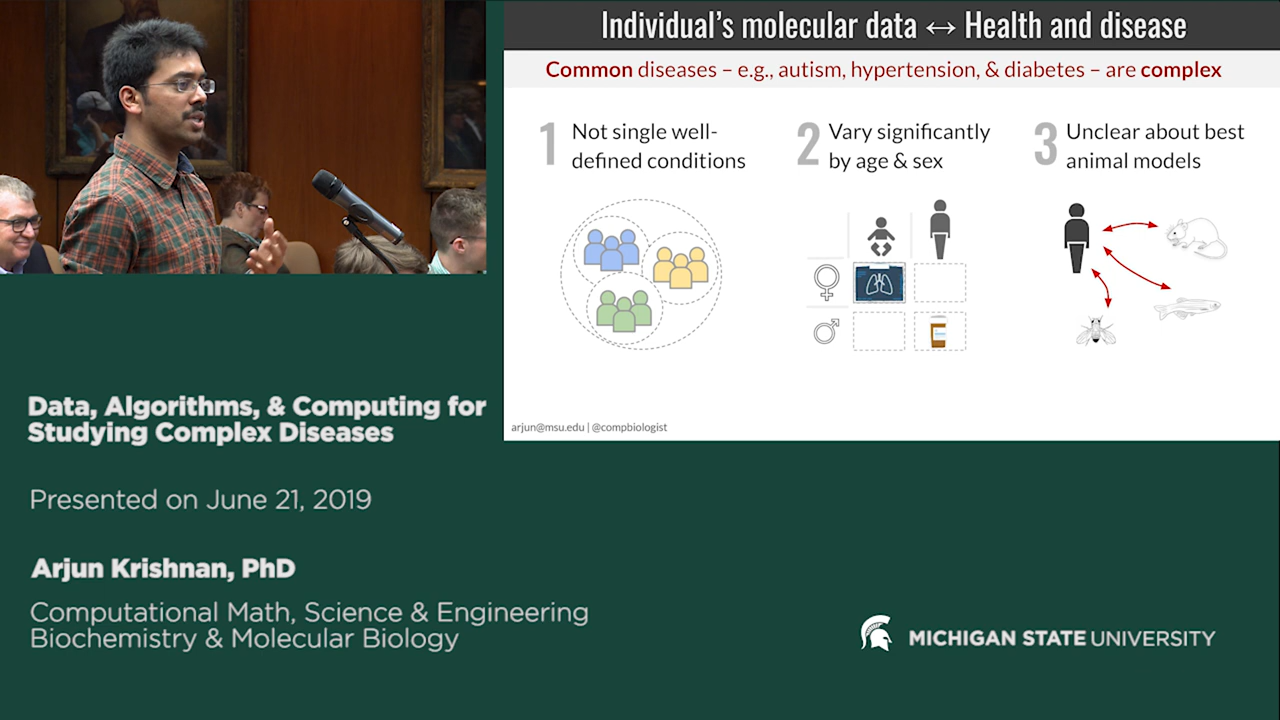 Individual's molecular data ↔ Health and disease
Common diseases – e.g., autism, hypertension, & diabetes – are complex
1 Not single well-
defined conditions
2 Vary significantly
by age & sex
3 Unclear about best
animal models
arjun@msu.edu | @compbiologist
Data, Algorithms, & Computing for
Studying Complex Diseases
Presented on June 21, 2019
Arjun Krishnan, PhD
Computational Math, Science & Engineering
Biochemistry & Molecular Biology
MICHIGAN STATE UNIVERSITY